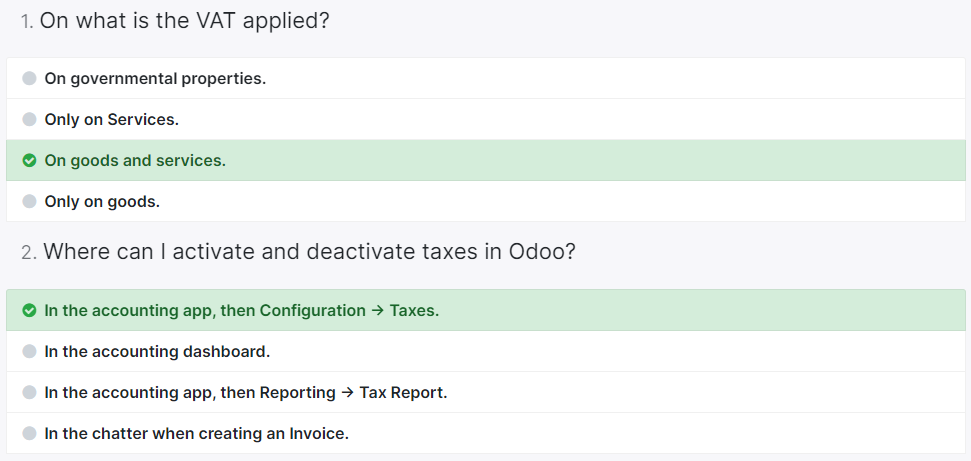 1. On what is the VAT applied?
On governmental properties.
Only on Services.
On goods and services.
Only on goods.
2. Where can I activate and deactivate taxes in Odoo?
In the accounting app, then Configuration → Taxes.
In the accounting dashboard.
In the accounting app, then Reporting → Tax Report.
In the chatter when creating an Invoice.